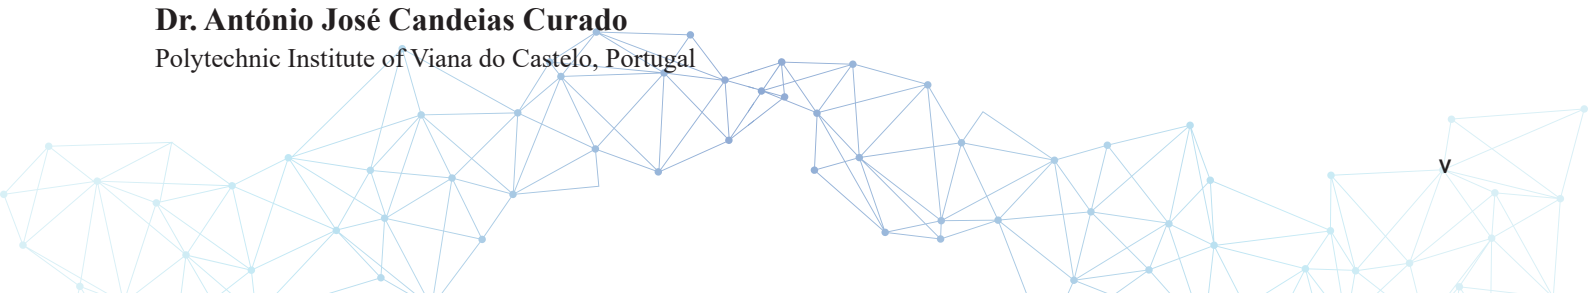 Dr. António José Candeias Curado
Polytechnic Institute of Viana do Castelo, Portugal
v